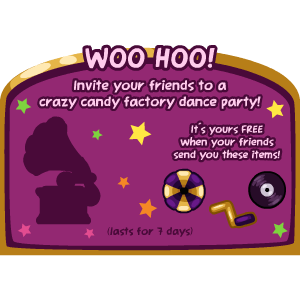 WOO HOO!
Invite your friends to a
crazy candy factory dance party!
It's yours FREE
when your friends
send you these items!
(lasts for 7 days)